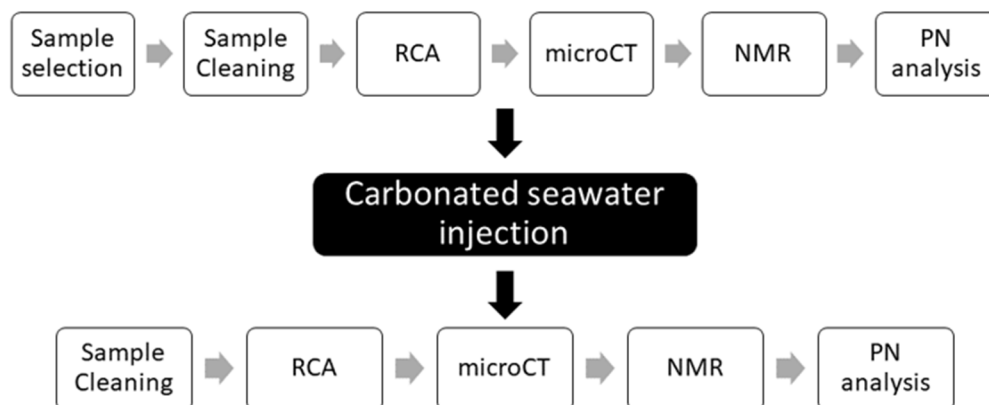 Sample
selection
Sample
Cleaning
RCA
microCT
NMR
PN
analysis
Carbonated seawater
injection
Sample
Cleaning
RCA
microCT
NMR
PN
analysis